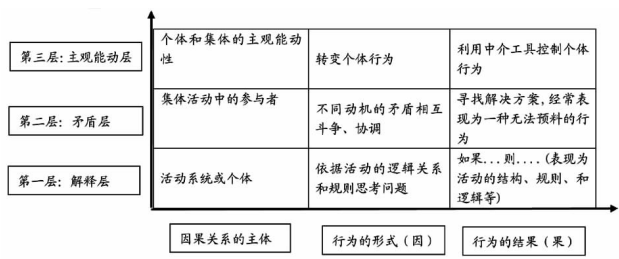 第三层:主观能动层
个体和集体的主观能动
性
转变个体行为
利用中介工具控制个体
行为
第二层: 矛盾层
集体活动中的参与者
不同动机的矛盾相互
斗争、协调
寻找解决方案,经常表
现为一种无法预料的行
为
第一层: 解释层
活动系统或个体
依据活动的逻辑关系
和规则思考问题
如果...则....(表现为
活动的结构、规则、和
逻辑等)
因果关系的主体
行为的形式(因)
行为的结果(果)